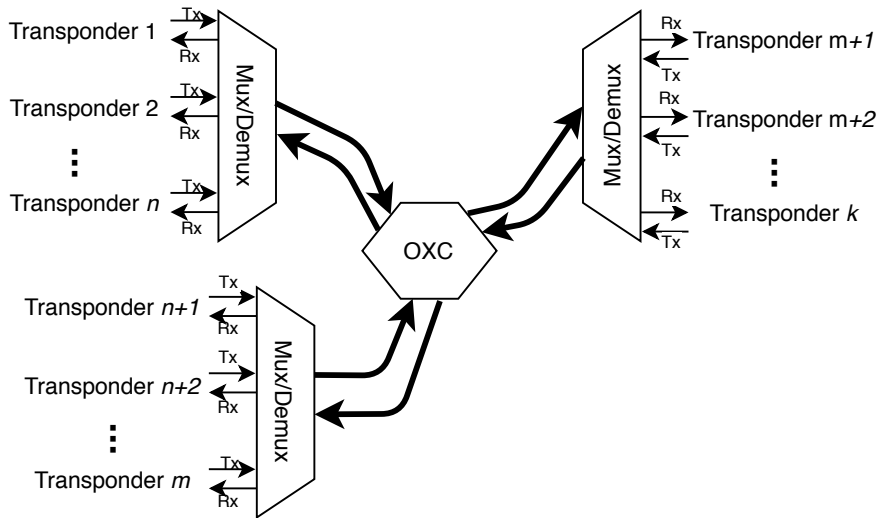 Tx
Transponder 1
Rx
Tx
Transponder 2
Rx
Tx
Transponder n
Rx
Mux/Demux
Rx
Transponder m+1
Tx
Rx
Transponder m+2
Tx
Rx
Transponder k
Tx
Mux/Demux
OXC
Tx
Transponder n+1
Rx
Tx
Transponder n+2
Rx
Tx
Transponder m
Rx
Mux/Demux